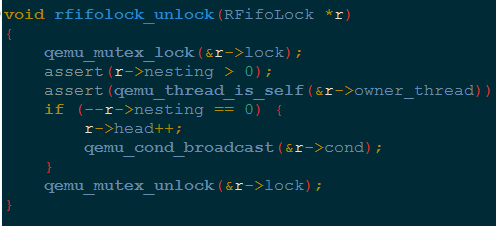 void rfifolock_unlock(RFifoLock *r)
{
    qemu_mutex_lock(&r->lock);
    assert(r->nesting > 0);
    assert(qemu_thread_is_self(&r->owner_thread))
    if (--r->nesting == 0) {
        r->head++;
        qemu_cond_broadcast(&r->cond);
    }
    qemu_mutex_unlock(&r->lock);
}